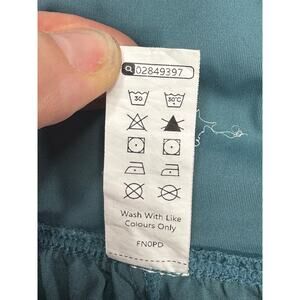 02849397
30 30°C
Wash With Like
Colours Only
FN0PD